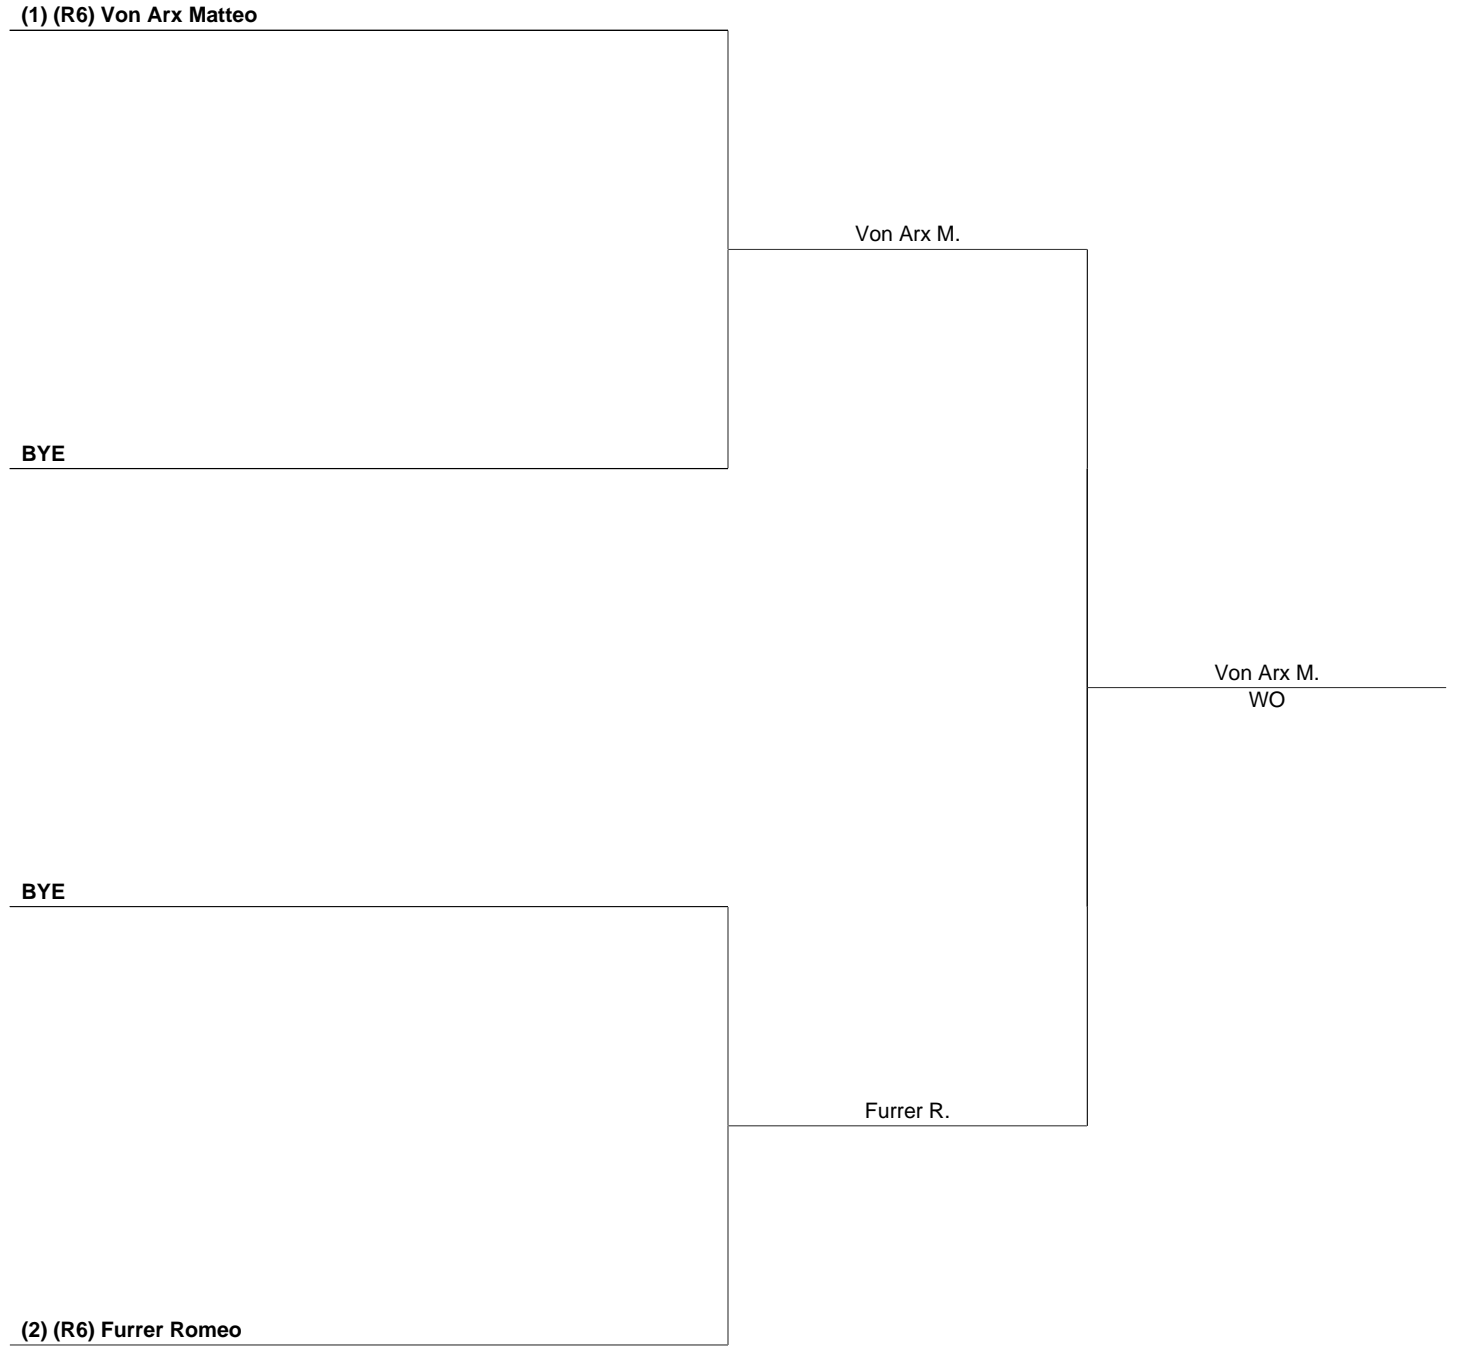 (1) (R6) Von Arx Matteo
Von Arx M.
BYE
Von Arx M.
WO
BYE
Furrer R.
(2) (R6) Furrer Romeo